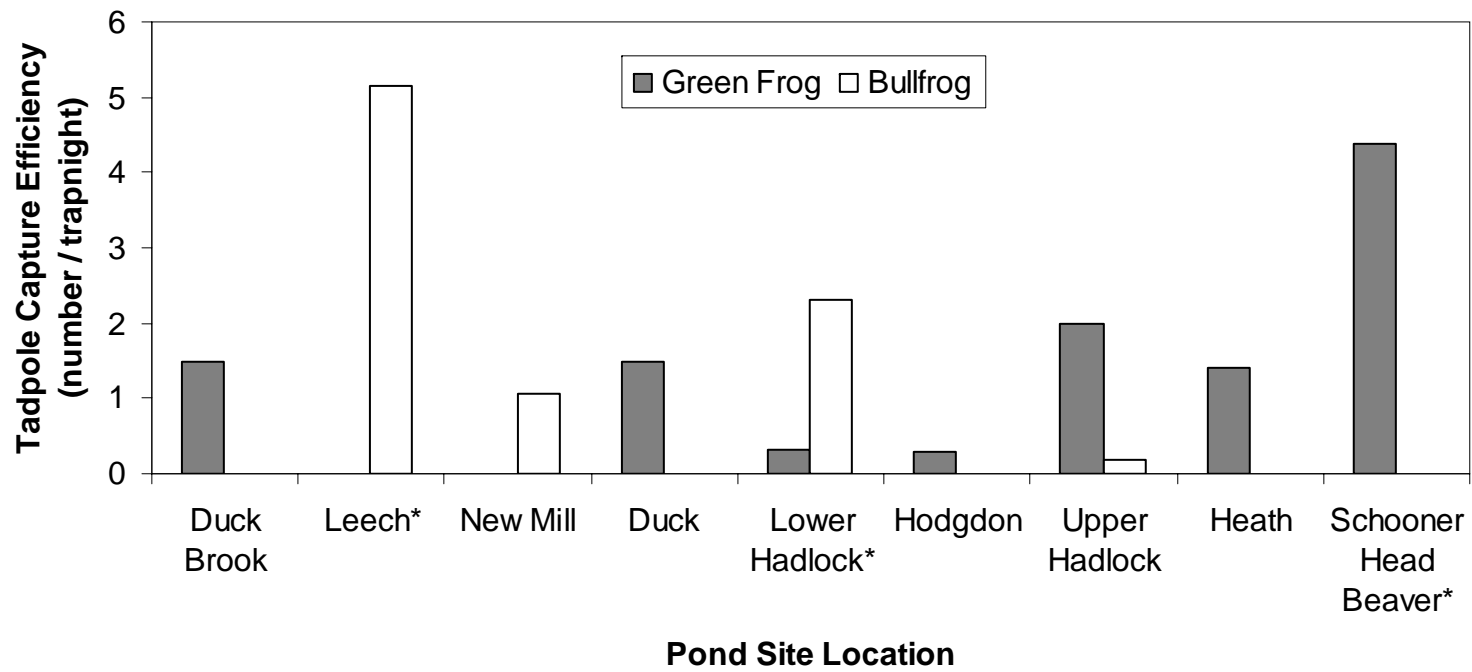 Tadpole Capture Efficiency
(number / trapnight)
6
5
4
3
2
1
0
Green Frog Bullfrog
Duck Brook
Leech*
New Mill
Duck
Lower Hadlock*
Hodgdon
Upper Hadlock
Heath
Schooner Head Beaver*
Pond Site Location